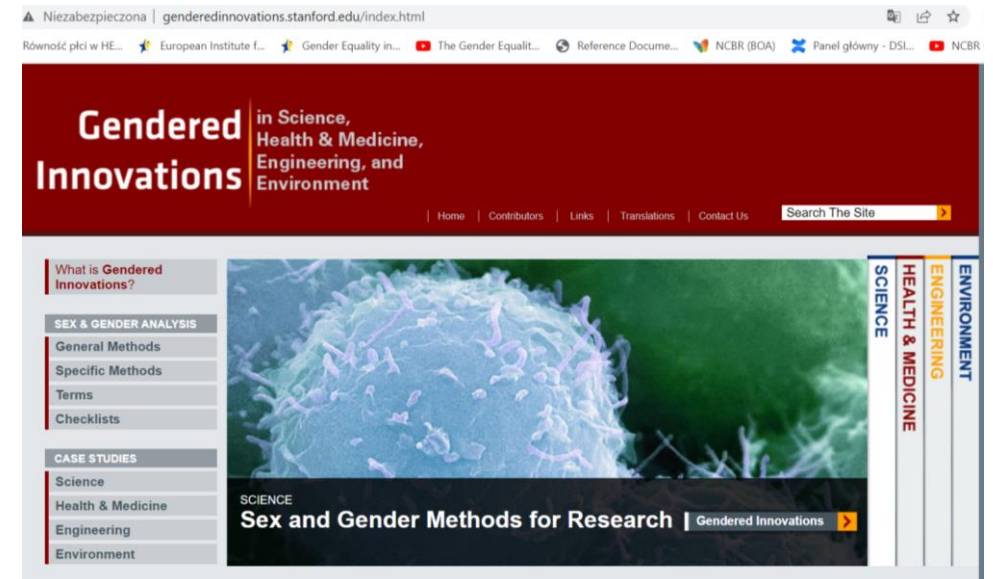 Niezabezpieczona | genderedinnovations.stanford.edu/index.html
Równość płci w HE... European Institute f... Gender Equality in... The Gender Equalit... Reference Docume... NCBR (BOA) Panel główny - DSI... NCBR
Gendered
Innovations
in Science,
Health & Medicine,
Engineering, and
Environment
| Home | Contributors | Links | Translations | Contact Us
Search The Site
What is Gendered
Innovations?
SEX & GENDER ANALYSIS
General Methods
Specific Methods
Terms
Checklists
CASE STUDIES
Science
Health & Medicine
Engineering
Environment
SCIENCE
Sex and Gender Methods for Research | Gendered Innovations
SCIENCE
HEALTH & MEDICINE
ENGINEERING
ENVIRONMENT